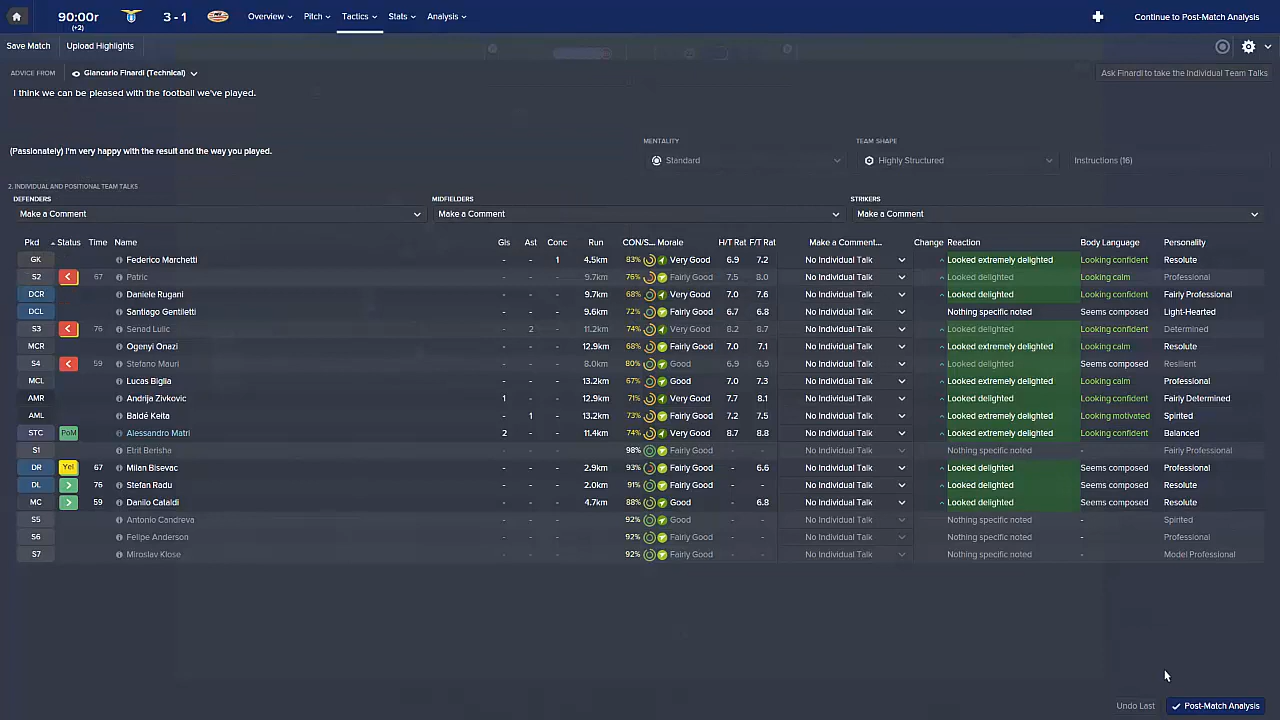 90:00r 3 - 1 Overview Pitch Tactics Stats Analysis Continue to Post-Match Analysis
(+2)
Save Match Upload Highlights
ADVICE FROM Giancarlo Finardi (Technical) Ask Finardi to take the Individual Team Talks
I think we can be pleased with the football we've played.
MENTALITY TEAM SHAPE
(Passionately) I'm very happy with the result and the way you played. Standard Highly Structured Instructions (16)
2. INDIVIDUAL AND POSITIONAL TEAM TALKS
DEFENDERS MIDFIELDERS STRIKERS
Make a Comment Make a Comment Make a Comment
Pkd Status Time Name Gls Ast Conc Run CON/S... Morale H/T Rat F/T Rat Make a Comment... Change Reaction Body Language Personality
GK Federico Marchetti - - 1 4.5km 83% Very Good 6.9 7.2 No Individual Talk Looked extremely delighted Looking confident Resolute
S2 67 Patric - - - 9.7km 76% Fairly Good 7.5 8.0 No Individual Talk Looked delighted Looking calm Professional
DCR Daniele Rugani - - - 9.7km 68% Very Good 7.0 7.6 No Individual Talk Looked delighted Looking confident Fairly Professional
DCL Santiago Gentiletti - - - 9.6km 72% Fairly Good 6.7 6.8 No Individual Talk Nothing specific noted Seems composed Light-Hearted
S3 76 Senad Lulic - 2 - 11.2km 74% Very Good 8.2 8.7 No Individual Talk Looked delighted Looking confident Determined
MCR Ogenyi Onazi - - - 12.9km 68% Fairly Good 7.0 7.1 No Individual Talk Looked extremely delighted Looking calm Resolute
S4 59 Stefano Mauri - - - 8.0km 80% Good 6.9 6.9 No Individual Talk Looked delighted Seems composed Resilient
MCL Lucas Biglia - - - 13.2km 67% Good 7.0 7.3 No Individual Talk Looked extremely delighted Looking calm Professional
AMR Andrija Zivkovic 1 - - 12.9km 71% Very Good 7.7 8.1 No Individual Talk Looked delighted Looking confident Fairly Determined
AML Baldé Keita - 1 - 13.2km 73% Fairly Good 7.2 7.5 No Individual Talk Looked extremely delighted Looking motivated Spirited
STC PoM Alessandro Matri 2 - - 11.4km 74% Very Good 8.7 8.8 No Individual Talk Looked extremely delighted Looking confident Balanced
S1 Etrit Berisha - - - 98% Good - - No Individual Talk Nothing specific noted - Fairly Professional
DR Yel 67 Milan Bisevac - - - 2.9km 93% Fairly Good - 6.6 No Individual Talk Looked delighted Seems composed Professional
DL 76 Stefan Radu - - - 2.0km 91% Fairly Good - - No Individual Talk Looked delighted Seems composed Resolute
MC 59 Danilo Cataldi - - - 4.7km 88% Good - 6.8 No Individual Talk Looked delighted Seems composed Resolute
S5 Antonio Candreva - - - 92% Good - - No Individual Talk Nothing specific noted - Spirited
S6 Felipe Anderson - - - 92% Fairly Good - - No Individual Talk Nothing specific noted - Professional
S7 Miroslav Klose - - - 92% Fairly Good - - No Individual Talk Nothing specific noted - Model Professional
Undo Last Post-Match Analysis